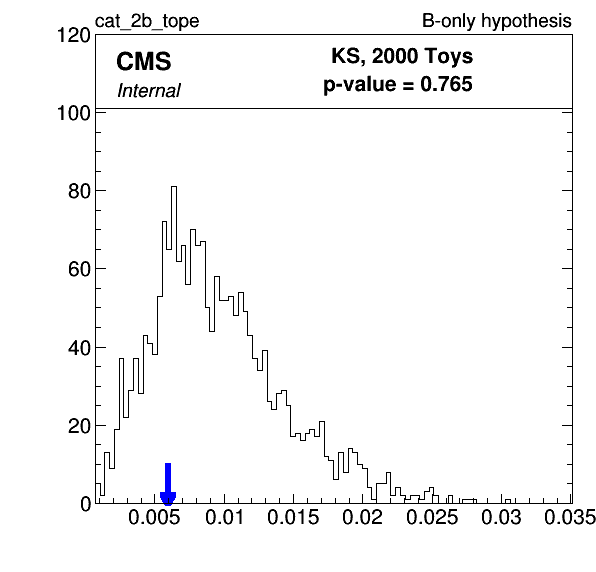 cat_2b_tope
B-only hypothesis
CMS
Internal
KS, 2000 Toys
p-value = 0.765
120
100
80
60
40
20
0
0.005 0.01 0.015 0.02 0.025 0.03 0.035